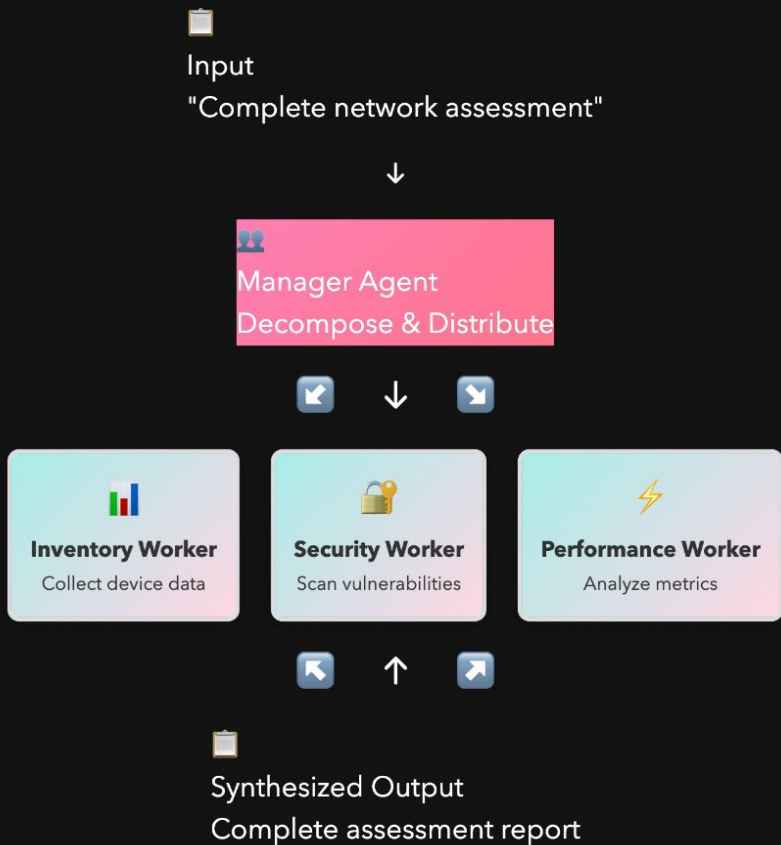 Input
"Complete network assessment"
Manager Agent
Decompose & Distribute
Inventory Worker
Collect device data
Security Worker
Scan vulnerabilities
Performance Worker
Analyze metrics
Synthesized Output
Complete assessment report